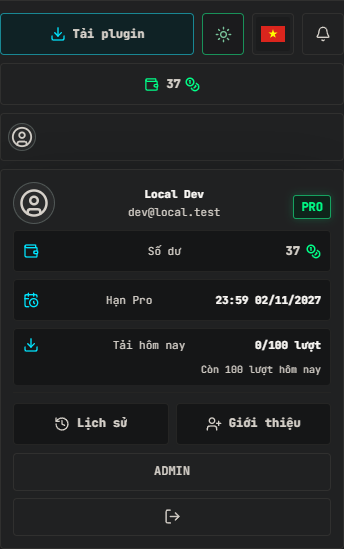 Tải plugin
37
Local Dev
dev@local.test
PRO
Số dư
37
Hạn Pro
23:59 02/11/2027
Tải hôm nay
0/100 lượt
Còn 100 lượt hôm nay
Lịch sử
Giới thiệu
ADMIN